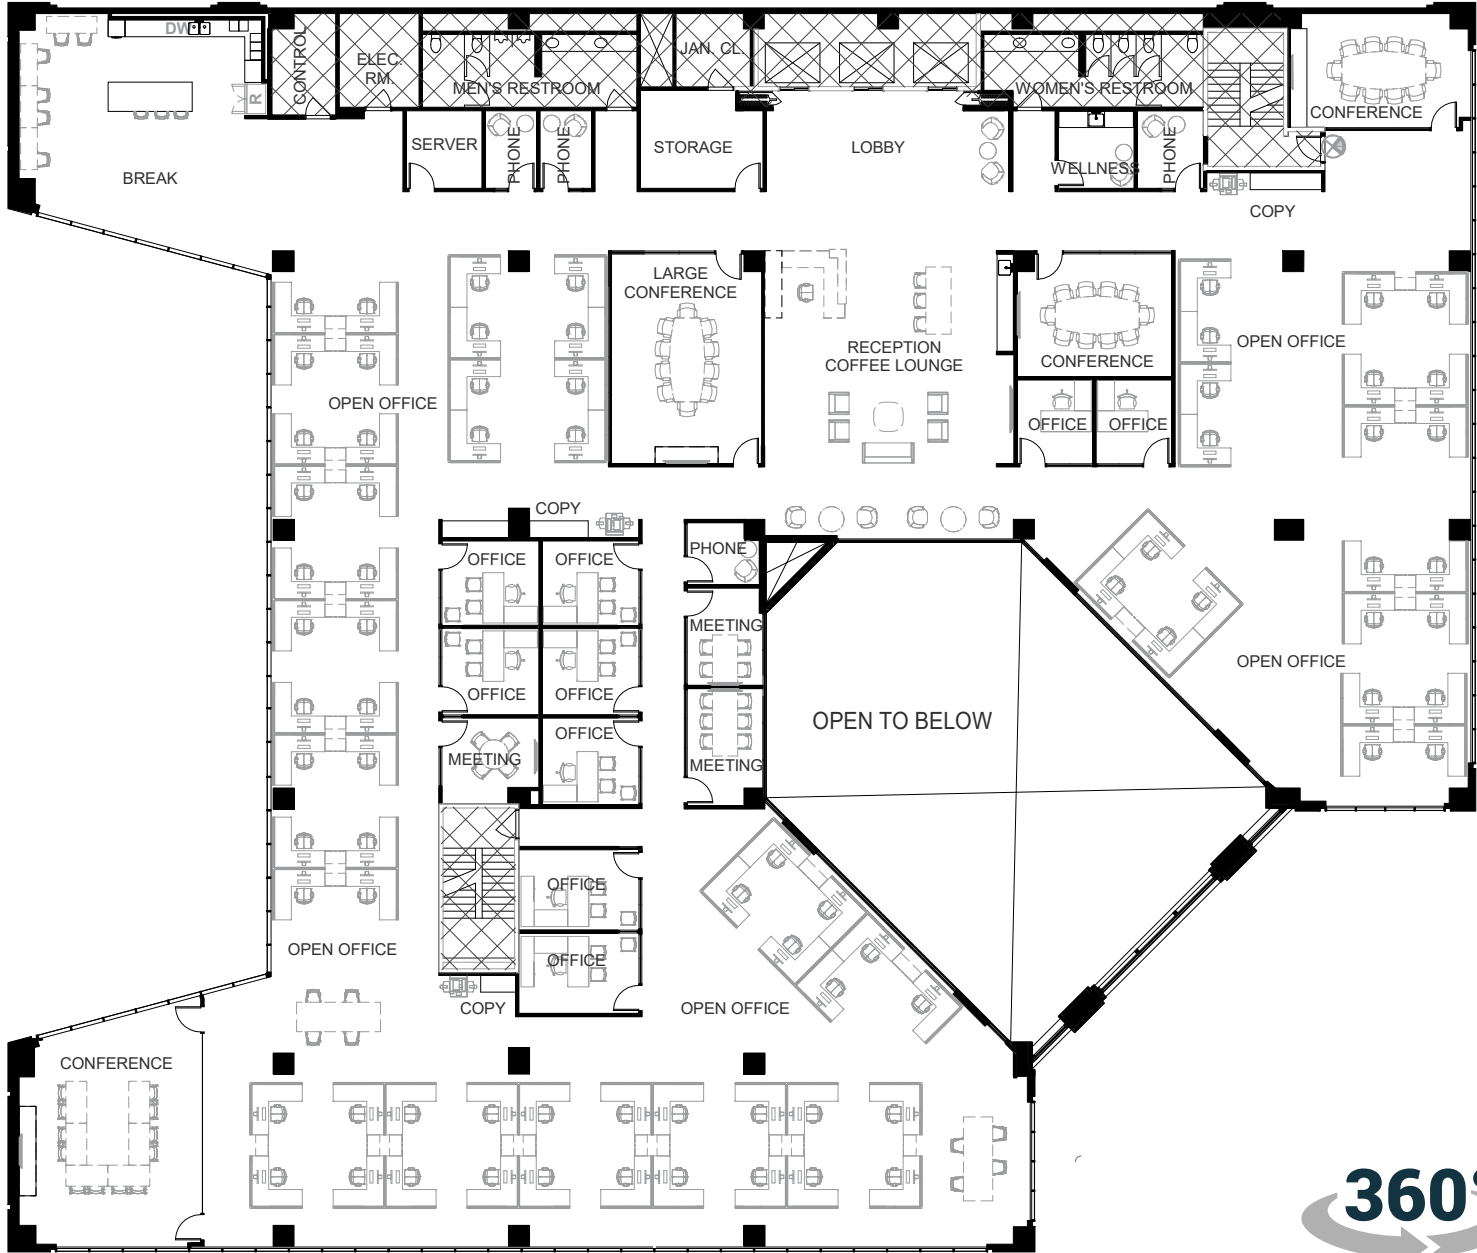 DW
CONTROL
ELEC.
RM.
MEN'S RESTROOM
JAN. CL.
WOMEN'S RESTROOM
CONFERENCE
R
BREAK
SERVER
PHONE
PHONE
STORAGE
LOBBY
WELLNESS
PHONE
COPY
LARGE
CONFERENCE
RECEPTION
COFFEE LOUNGE
CONFERENCE
OPEN OFFICE
OPEN OFFICE
OFFICE
OFFICE
COPY
OFFICE
OFFICE
PHONE
MEETING
OFFICE
OFFICE
OPEN OFFICE
OPEN TO BELOW
OFFICE
MEETING
MEETING
OFFICE
OPEN OFFICE
OFFICE
COPY
OPEN OFFICE
CONFERENCE
360°